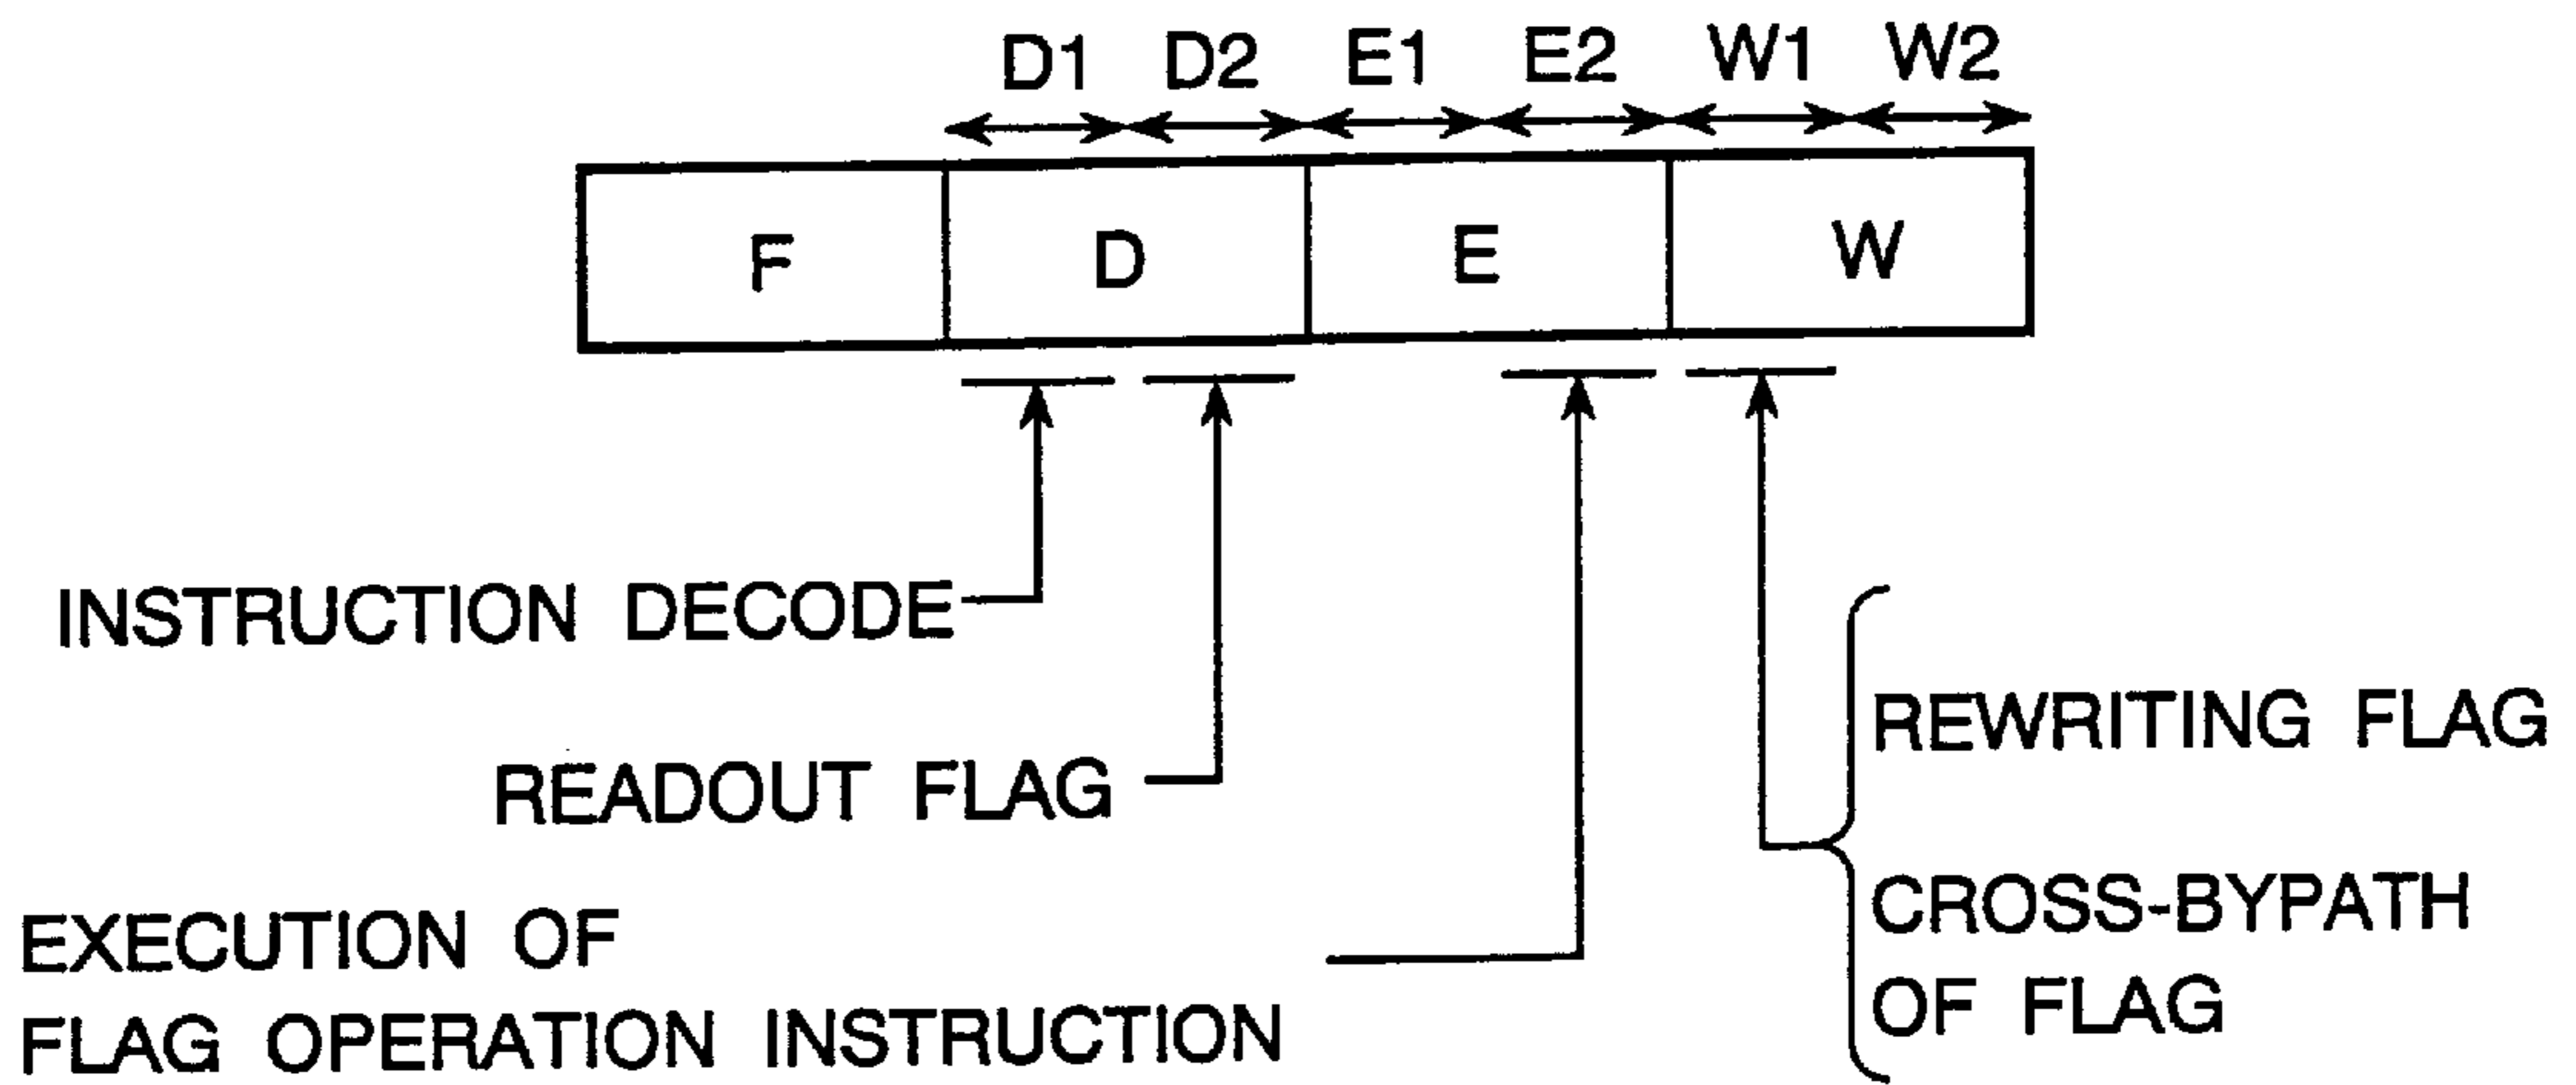 D1 D2 E1 E2 W1 W2
F D E W
INSTRUCTION DECODE
READOUT FLAG
EXECUTION OF
FLAG OPERATION INSTRUCTION
REWRITING FLAG
CROSS-BYPATH
OF FLAG